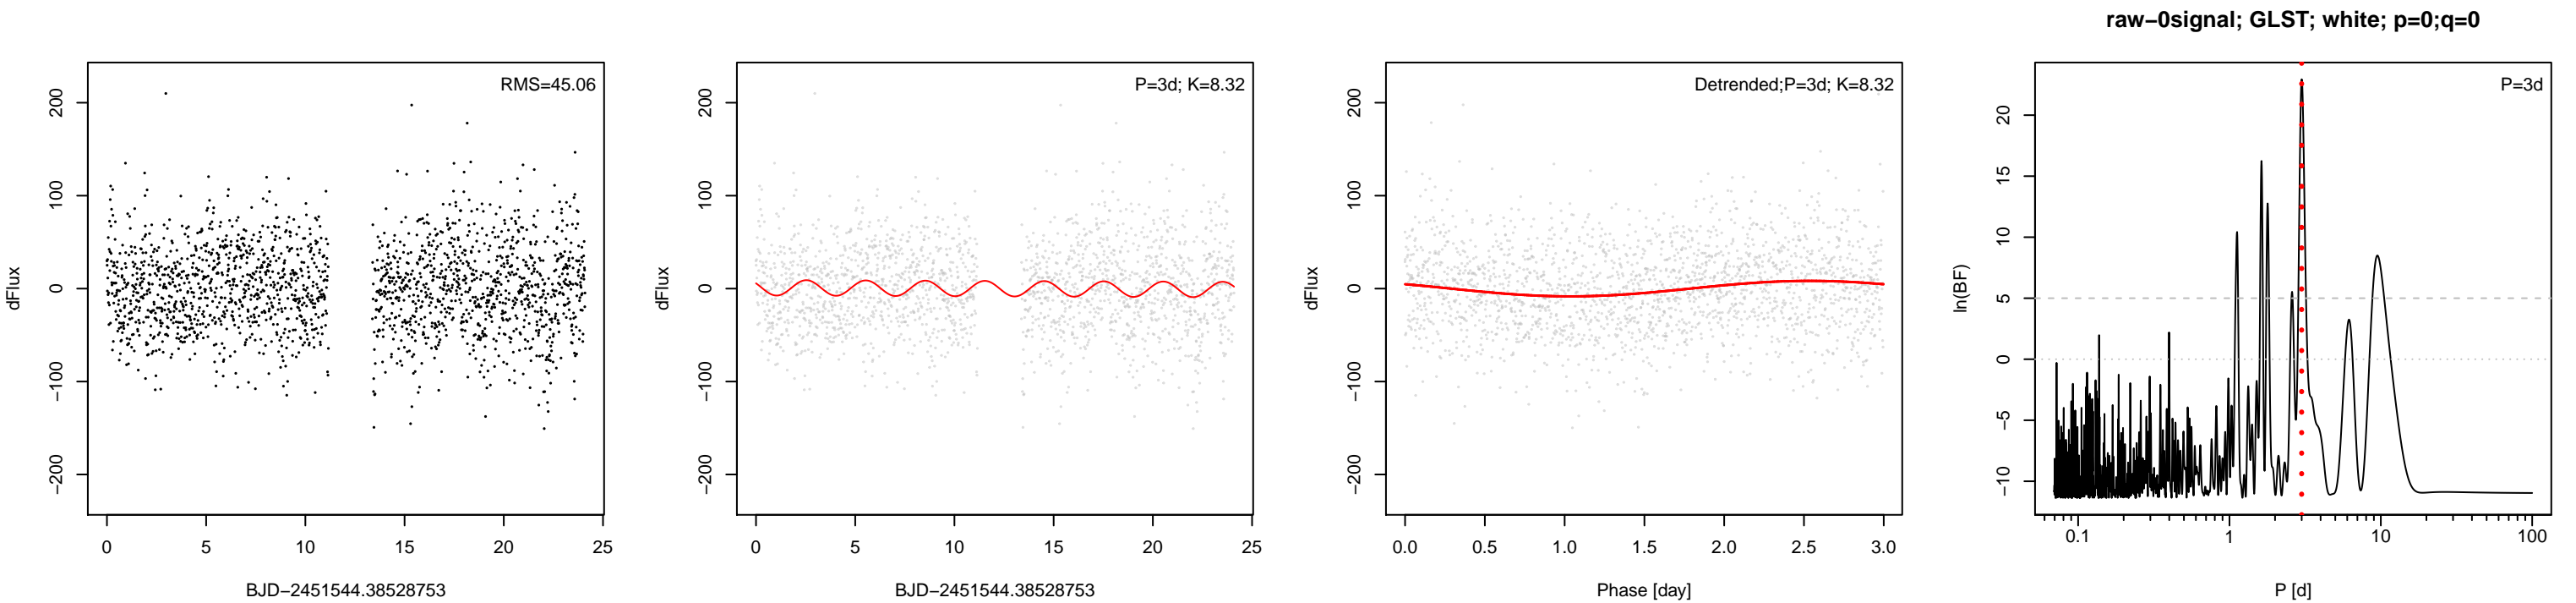 raw−0signal; GLST; white; p=0;q=0
RMS=45.06
200
100
0
−100
−200
dFlux
0 5 10 15 20 25
BJD−2451544.38528753
P=3d; K=8.32
200
100
0
−100
−200
dFlux
0 5 10 15 20 25
BJD−2451544.38528753
Detrended;P=3d; K=8.32
200
100
0
−100
−200
dFlux
0.0 0.5 1.0 1.5 2.0 2.5 3.0
Phase [day]
P=3d
20
15
10
5
0
−5
−10
ln(BF)
0.1 1 10 100
P [d]